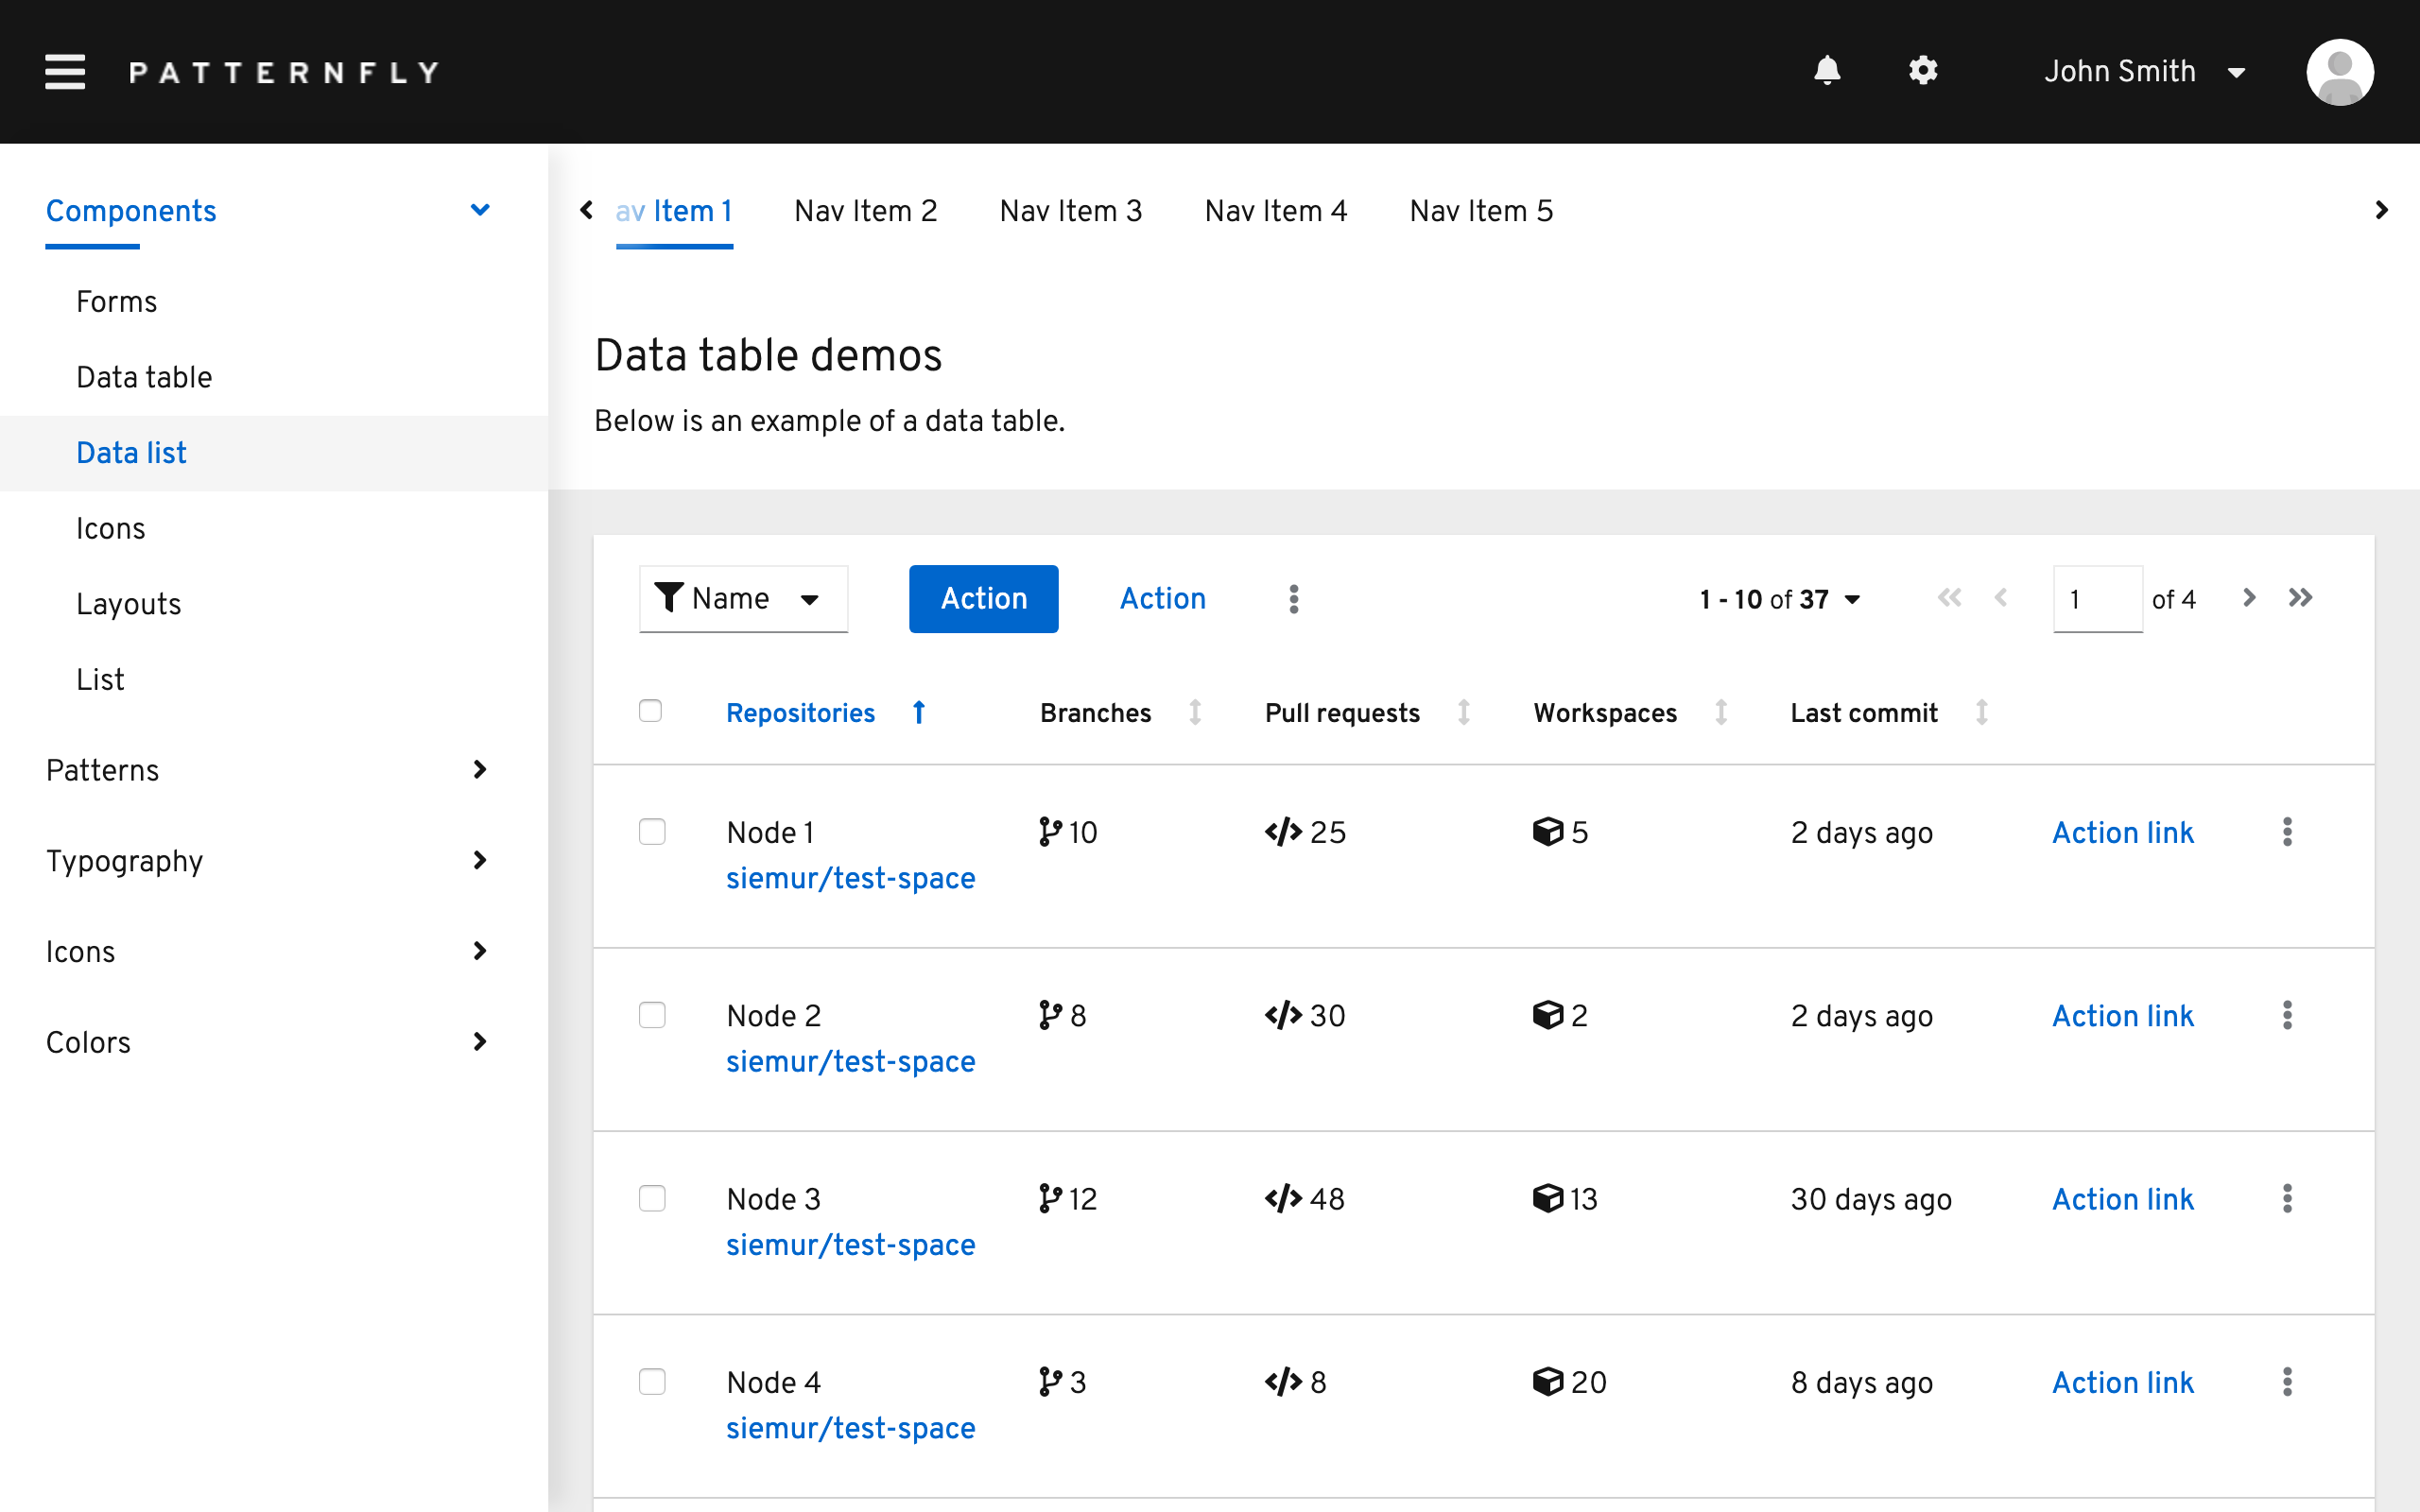 PATTERNFLY
John Smith
Components
Forms
Data table
Data list
Icons
Layouts
List
Patterns
Typography
Icons
Colors
av Item 1 Nav Item 2 Nav Item 3 Nav Item 4 Nav Item 5
Data table demos
Below is an example of a data table.
Name Action Action 1 - 10 of 37 1 of 4
Repositories Branches Pull requests Workspaces Last commit
Node 1 10 25 5 2 days ago Action link
siemur/test-space
Node 2 8 30 2 2 days ago Action link
siemur/test-space
Node 3 12 48 13 30 days ago Action link
siemur/test-space
Node 4 3 8 20 8 days ago Action link
siemur/test-space